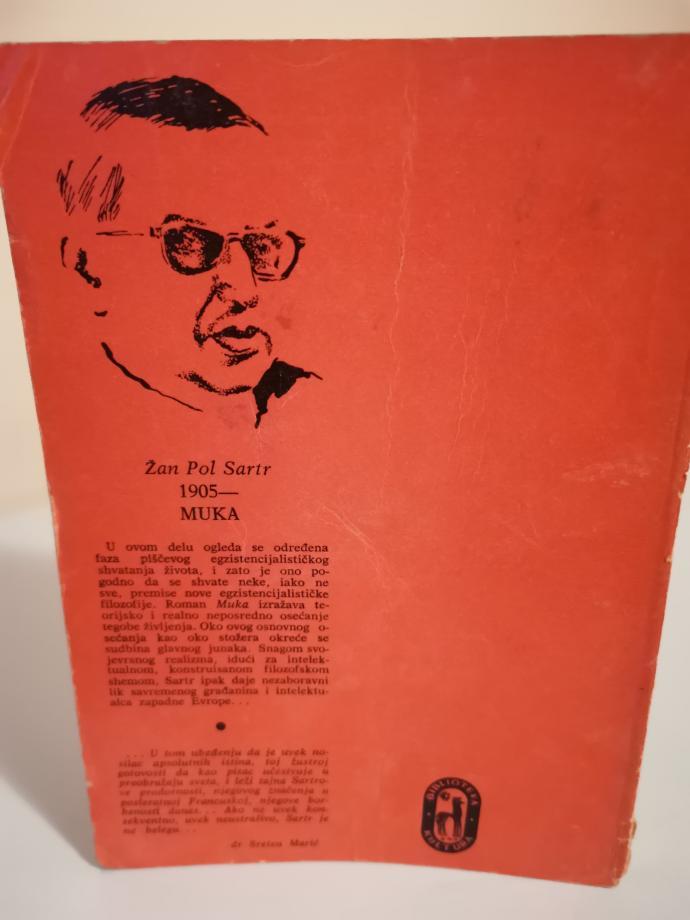 Žan Pol Sartr
1905—
MUKA
U ovom delu ogleda se određena
faza piščevog egzistencijalističkog
shvatanja života, i zato je ono po-
godno da se shvate neke, iako ne
sve, premise nove egzistencijalističke
filozofije. Roman Muka izražava te-
orijsko i realno neposredno osećanje
tegobe življenja. Oko ovog osnovnog o-
sećanja kao oko stožera okreće se
sudbina glavnog junaka. Snagom svo-
jevrsnog realizma, idući za intelek-
tualnom, konstruisanom filozofskom
shemom, Sartr ipak daje nezaboravni
lik savremenog građanina i intelektu-
alca zapadne Evrope...
... U tom ubeđenju da je uvek no-
silac apsolutnih istina, toj žustroj
gotovosti da kao pisac učestvuje u
preobražaju sveta, i leži tajna Sartro-
ve prodornosti, njegovog značenja u
posleratnoj Francuskoj, njegove bor-
benosti danas... Ako ne uvek kon-
sekventno, uvek neustrašivo, Sartr je
na belegu...
dr Sreten Marić
BIBLIOTEKA
KULTURA